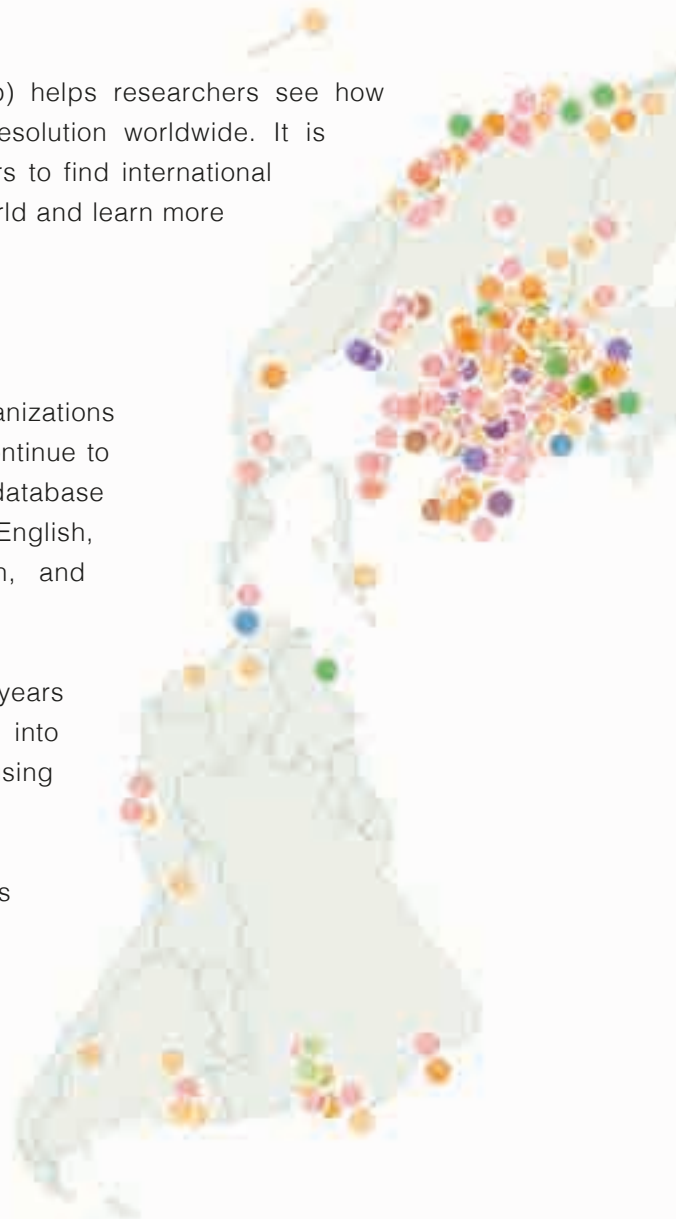 ) helps researchers see how
esolution worldwide. It is
rs to find international
rld and learn more
anizations
ntinue to
database
English,
n, and
years
into
sing
s